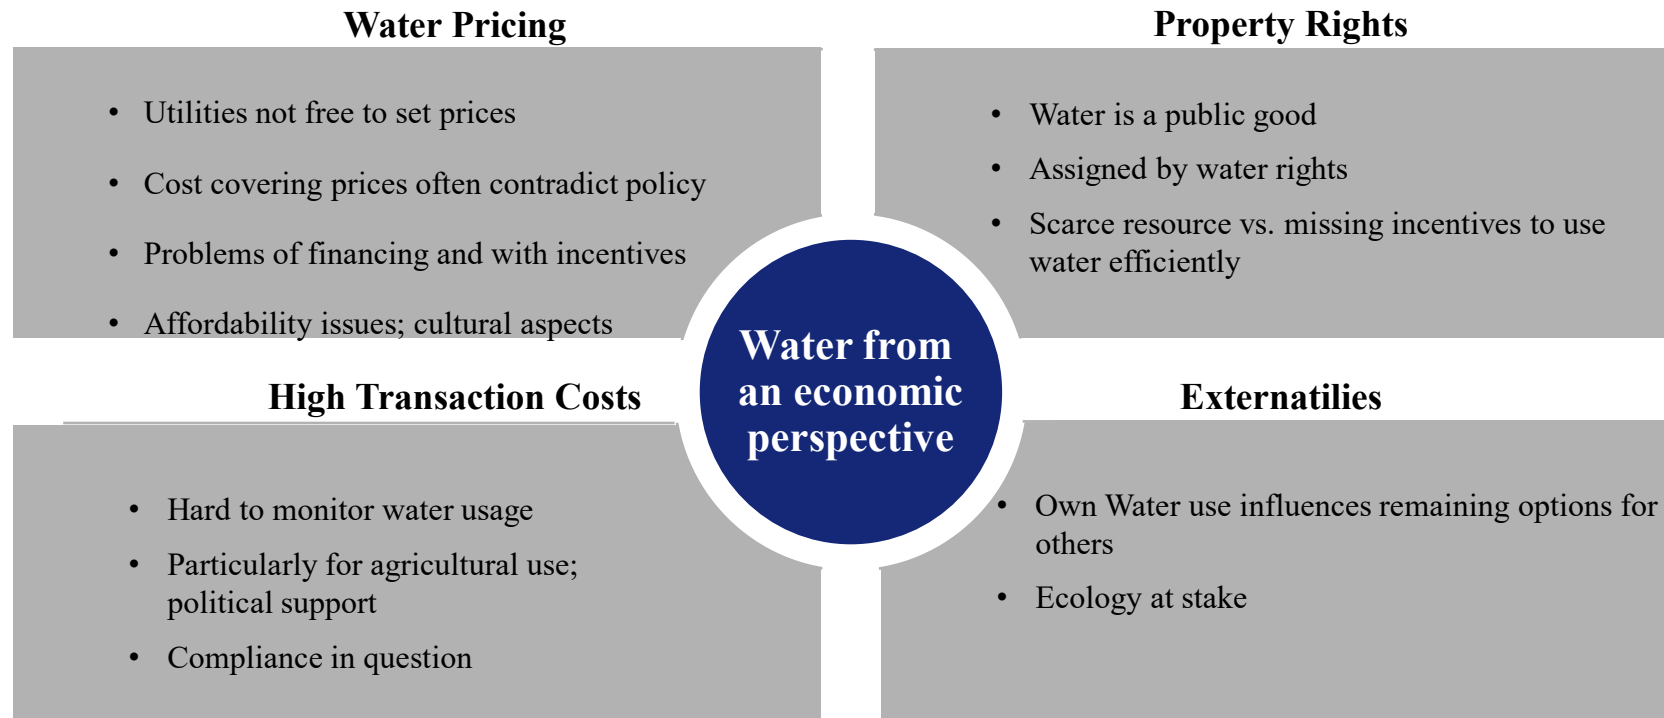 Water Pricing
• Utilities not free to set prices
• Cost covering prices often contradict policy
• Problems of financing and with incentives
• Affordability issues; cultural aspects
Property Rights
• Water is a public good
• Assigned by water rights
• Scarce resource vs. missing incentives to use
water efficiently
Water from
an economic
perspective
High Transaction Costs
• Hard to monitor water usage
• Particularly for agricultural use;
political support
• Compliance in question
Externatilies
• Own Water use influences remaining options for
others
• Ecology at stake